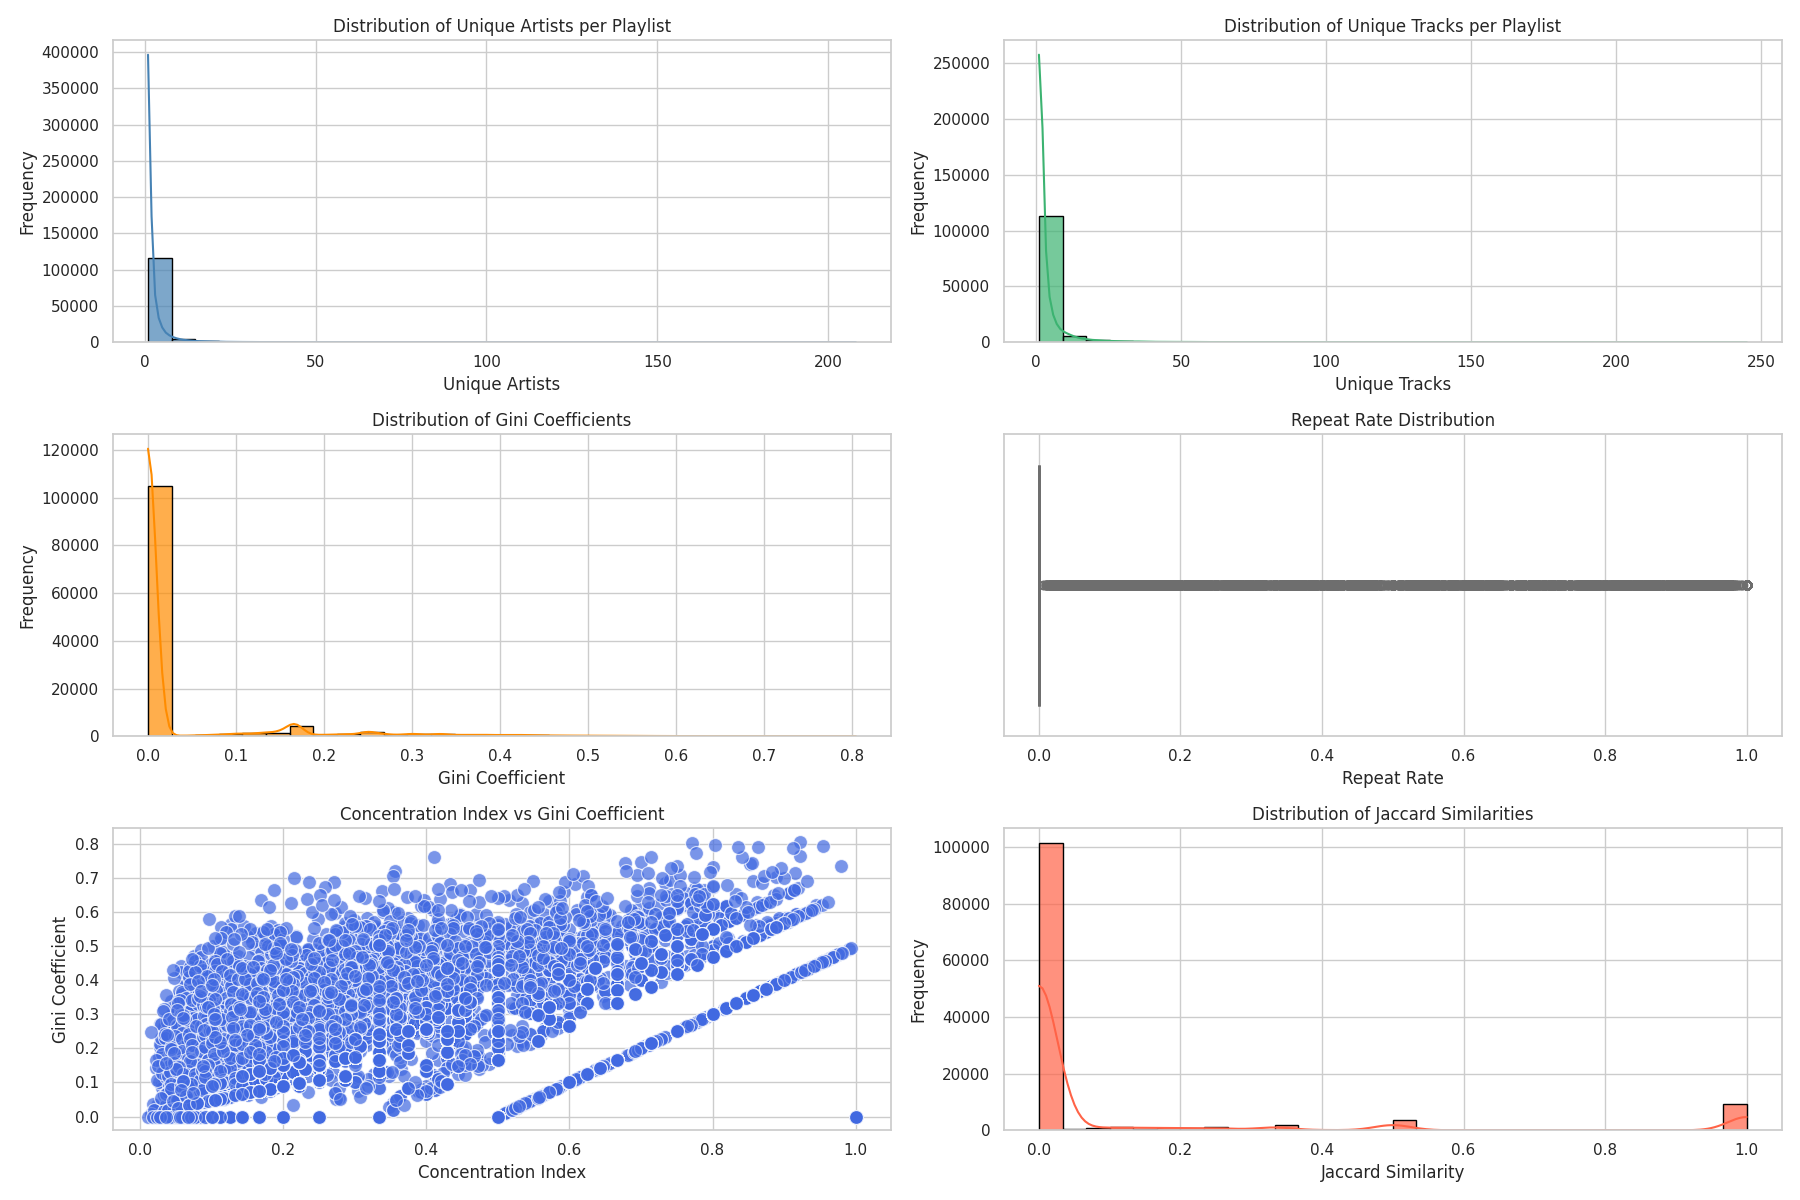 Distribution of Unique Artists per Playlist
400000
350000
300000
250000
200000
150000
100000
50000
0
Frequency
0 50 100 150 200
Unique Artists
Distribution of Unique Tracks per Playlist
250000
200000
150000
100000
50000
0
Frequency
0 50 100 150 200 250
Unique Tracks
Distribution of Gini Coefficients
120000
100000
80000
60000
40000
20000
0
Frequency
0.0 0.1 0.2 0.3 0.4 0.5 0.6 0.7 0.8
Gini Coefficient
Repeat Rate Distribution
0.0 0.2 0.4 0.6 0.8 1.0
Repeat Rate
Concentration Index vs Gini Coefficient
0.8
0.7
0.6
0.5
0.4
0.3
0.2
0.1
0.0
Gini Coefficient
0.0 0.2 0.4 0.6 0.8 1.0
Concentration Index
Distribution of Jaccard Similarities
100000
80000
60000
40000
20000
0
Frequency
0.0 0.2 0.4 0.6 0.8 1.0
Jaccard Similarity